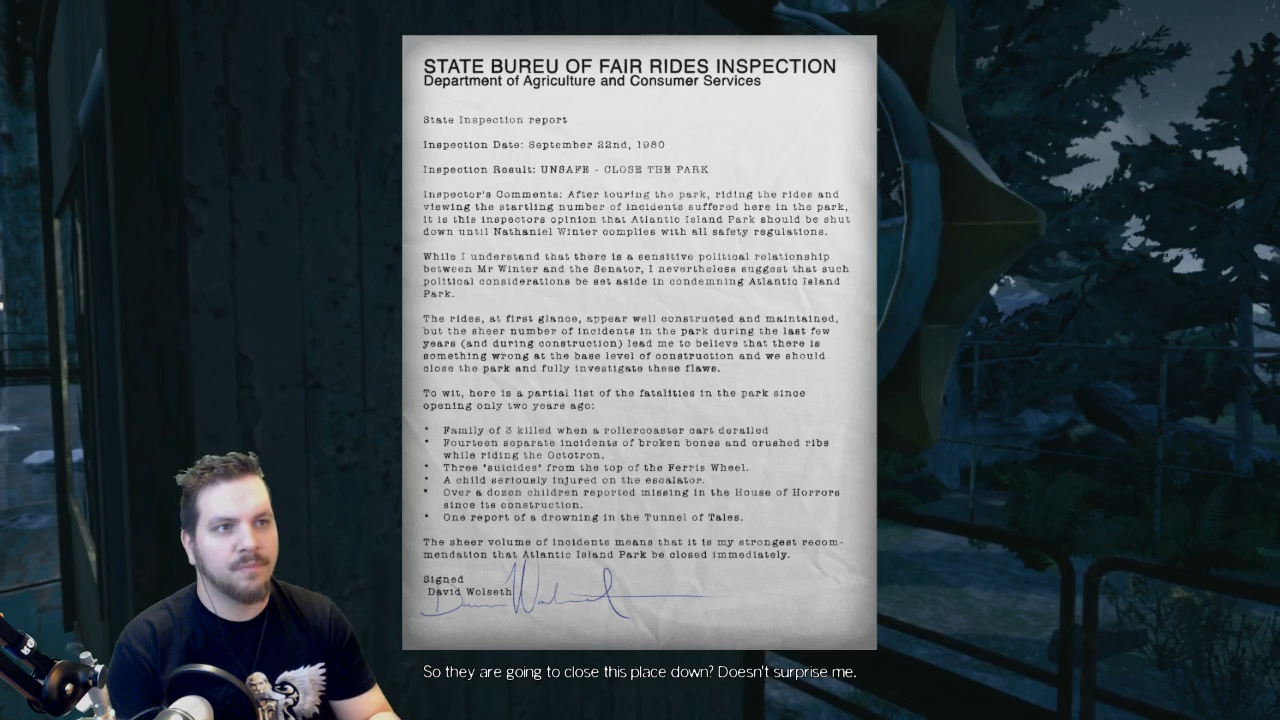 STATE BUREU OF FAIR RIDES INSPECTION
Department of Agriculture and Consumer Services
State Inspection report
Inspection Date: September 22nd, 1980
Inspection Result: UNSAFE - CLOSE THE PARK
Inspector's Comments: After touring the park, riding the rides and
viewing the startling number of incidents suffered here in the park,
it is this inspectors opinion that Atlantic Island Park should be shut
down until Nathaniel Winter complies with all safety regulations.
While I understand that there is a sensitive political relationship
between Mr Winter and the Senator, I nevertheless suggest that such
political considerations be set aside in condemning Atlantic Island
Park.
The rides, at first glance, appear well constructed and maintained,
but the sheer number of incidents in the park during the last few
years (and during construction) lead me to believe that there is
something wrong at the base level of construction and we should
close the park and fully investigate these flaws.
To wit, here is a partial list of the fatalities in the park since
opening only two years ago:
* Family of 3 killed when a rollercoaster cart derailed
* Fourteen separate incidents of broken bones and crushed ribs
while riding the Octotron.
* Three 'suicides' from the top of the Ferris Wheel.
* A child seriously injured on the escalator.
* Over a dozen children reported missing in the House of Horrors
since its construction.
* One report of a drowning in the Tunnel of Tales.
The sheer volume of incidents means that it is my strongest recom-
mendation that Atlantic Island Park be closed immediately.
Signed
David Wolseth
So they are going to close this place down? Doesn't surprise me.